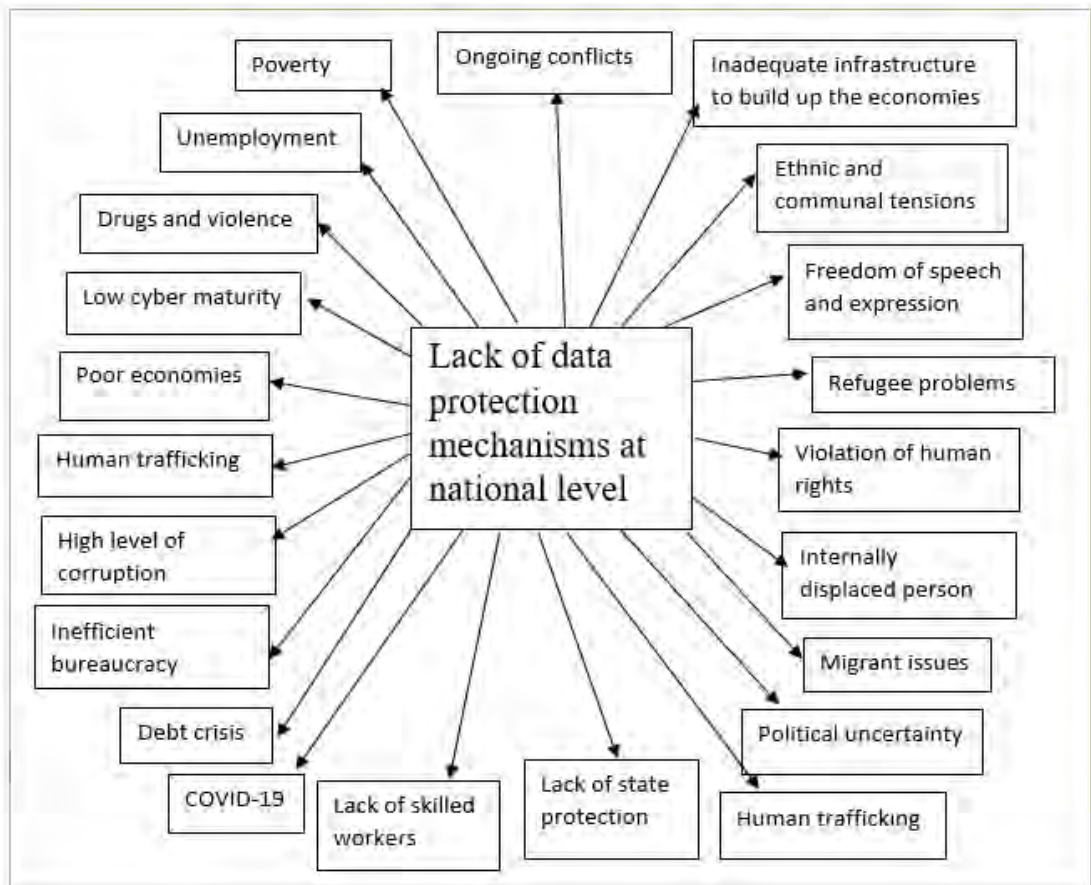 Poverty
Ongoing conflicts
Inadequate infrastructure
to build up the economies
Unemployment
Ethnic and
communal tensions
Drugs and violence
Freedom of speech
and expression
Low cyber maturity
Lack of data
protection
mechanisms at
national level
Poor economies
Refugee problems
Human trafficking
Violation of human
rights
High level of
corruption
Internally
displaced person
Inefficient
bureaucracy
Migrant issues
Debt crisis
Political uncertainty
COVID-19
Lack of skilled
workers
Lack of state
protection
Human trafficking